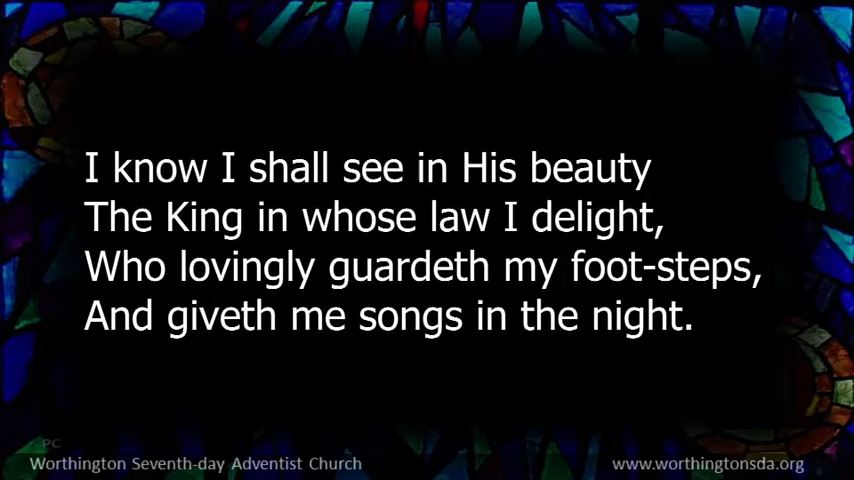 I know I shall see in His beauty
The King in whose law I delight,
Who lovingly guardeth my foot-steps,
And giveth me songs in the night.
PC
Worthington Seventh-day Adventist Church
www.worthingtonsda.org